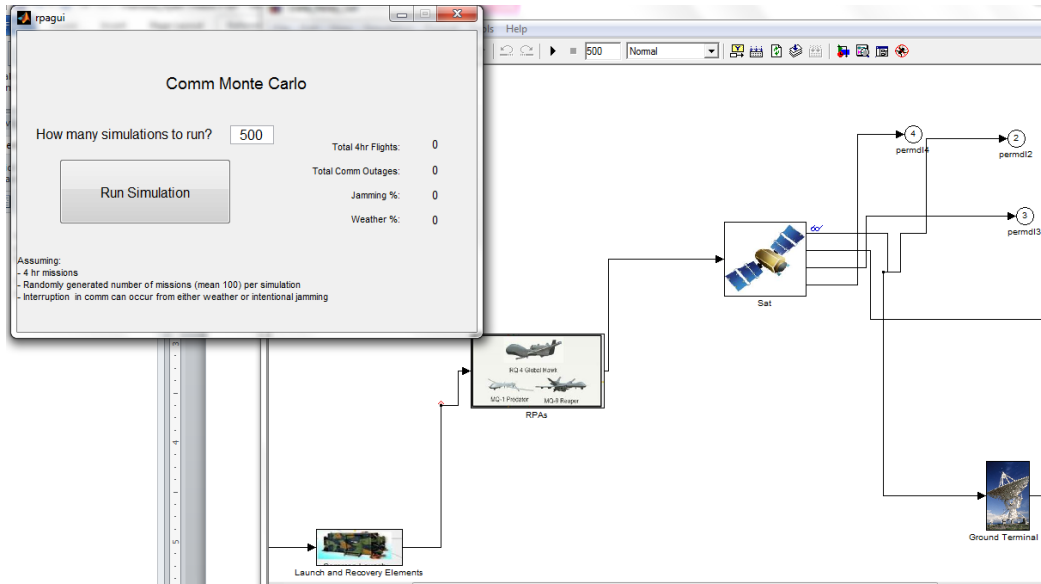 rpagui
Comm Monte Carlo
How many simulations to run? 500
Run Simulation
Total 4hr Flights: 0
Total Comm Outages: 0
Jamming %: 0
Weather %: 0
Assuming:
- 4 hr missions
- Randomly generated number of missions (mean 100) per simulation
- Interruption in comm can occur from either weather or intentional jamming
Help
500 Normal
4
permdl4
2
permdl2
3
permdl3
Sat
MQ-1 Predator
MQ-9 Reaper
RPAs
Ground Terminal
Launch and Recovery Elements
3
4
5